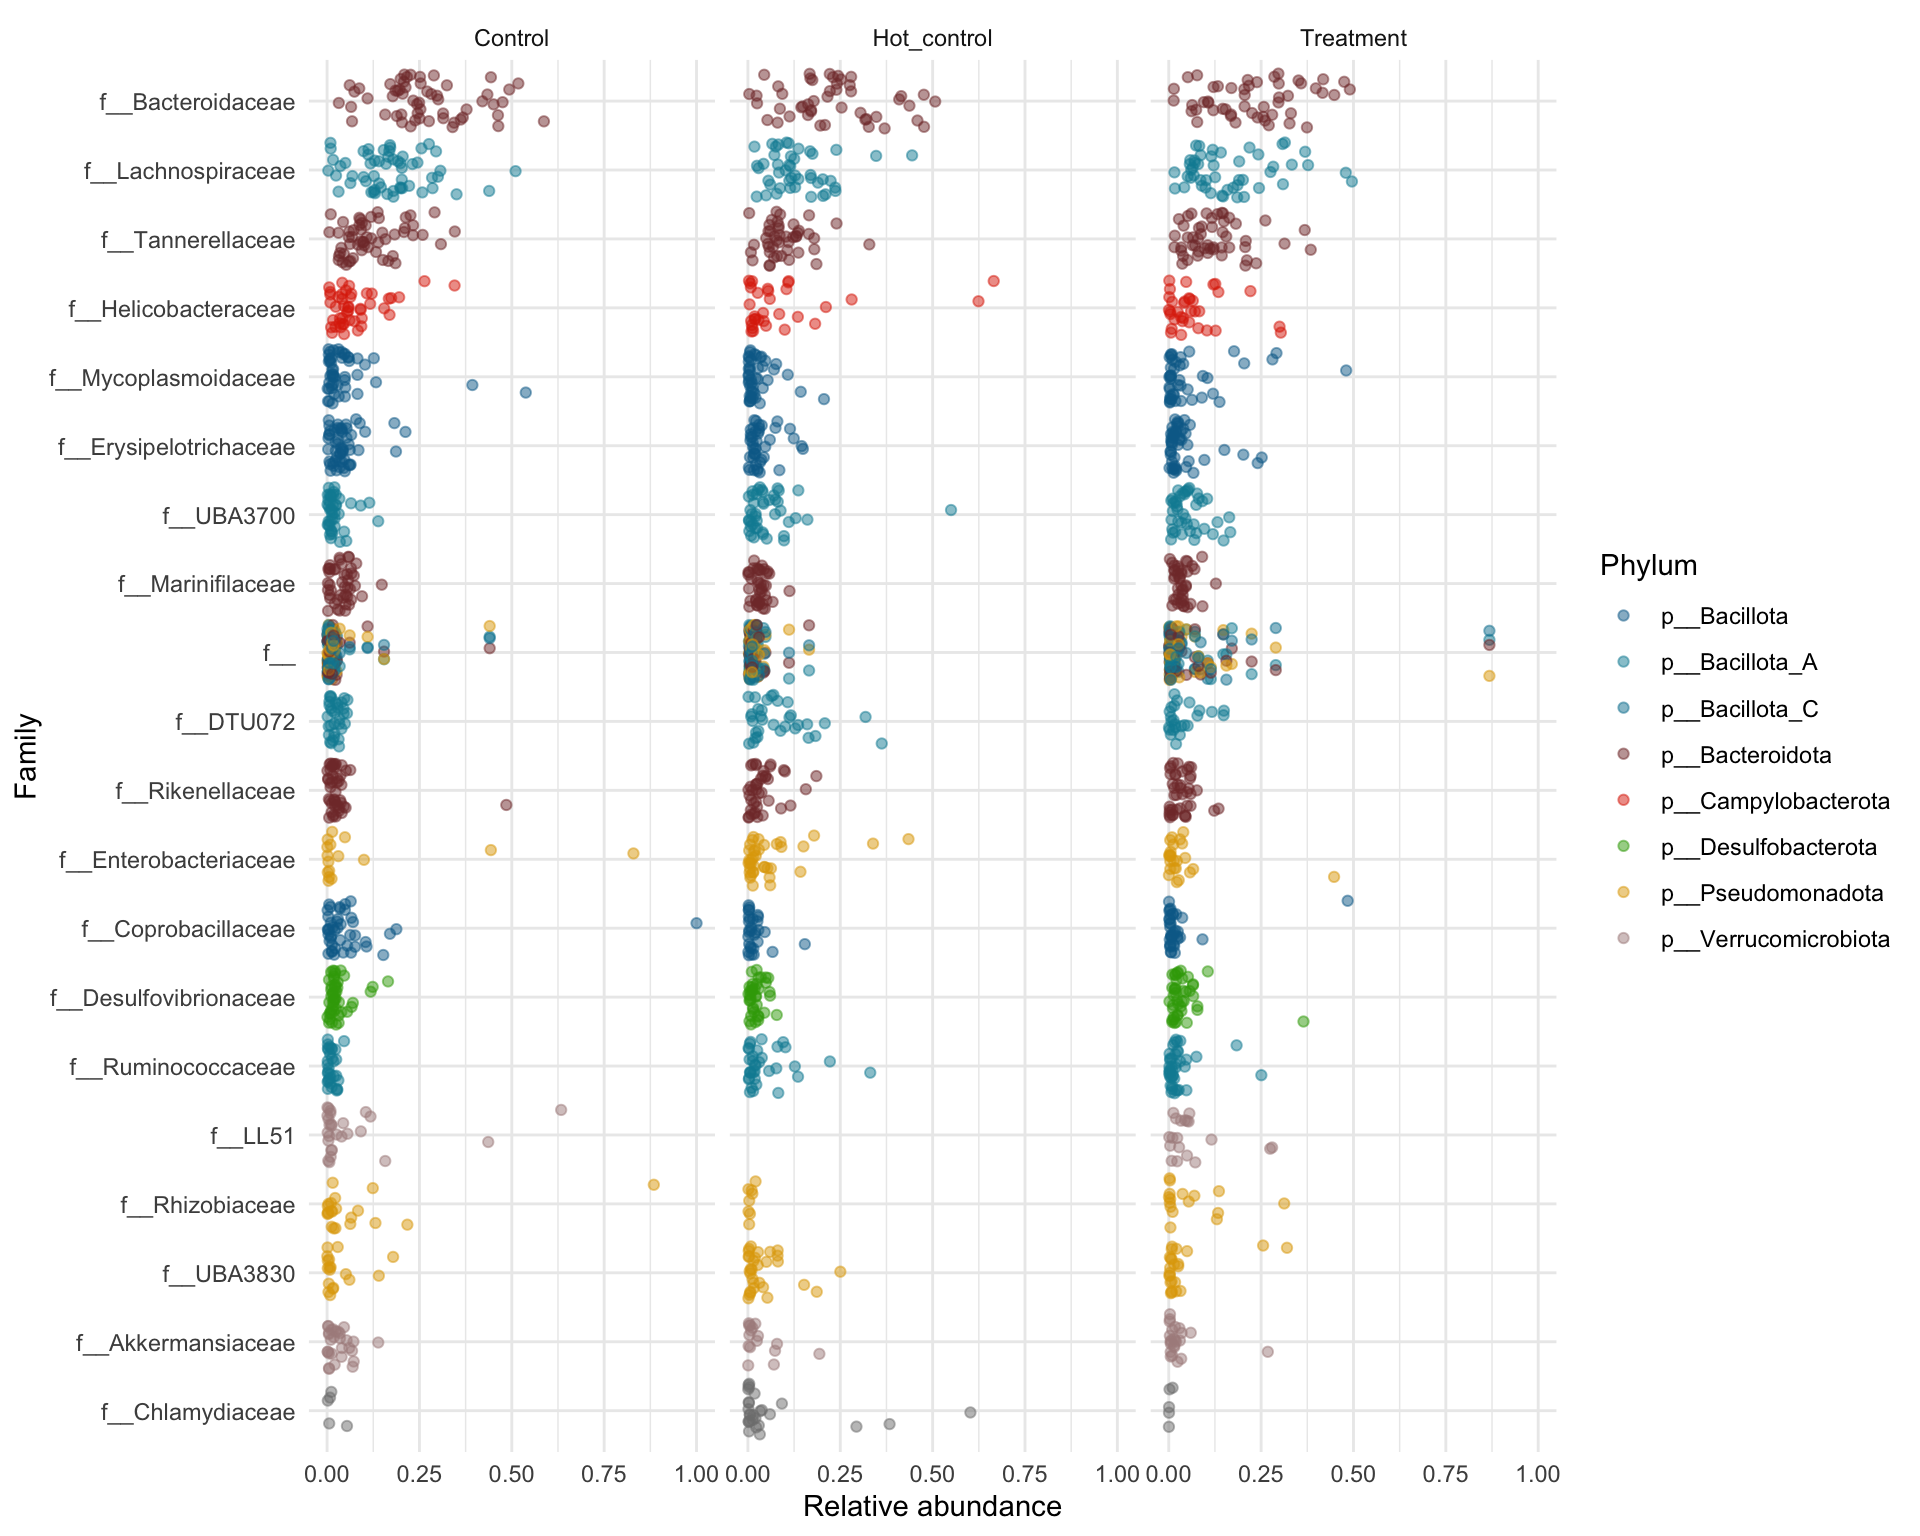 Control Hot_control Treatment
f__Bacteroidaceae
f__Lachnospiraceae
f__Tannerellaceae
f__Helicobacteraceae
f__Mycoplasmoidaceae
f__Erysipelotrichaceae
f__UBA3700
f__Marinifilaceae
f__
f__DTU072
f__Rikenellaceae
f__Enterobacteriaceae
f__Coprobacillaceae
f__Desulfovibrionaceae
f__Ruminococcaceae
f__LL51
f__Rhizobiaceae
f__UBA3830
f__Akkermansiaceae
f__Chlamydiaceae
Family
0.00 0.25 0.50 0.75 1.00 0.00 0.25 0.50 0.75 1.00 0.00 0.25 0.50 0.75 1.00
Relative abundance
Phylum
p__Bacillota
p__Bacillota_A
p__Bacillota_C
p__Bacteroidota
p__Campylobacterota
p__Desulfobacterota
p__Pseudomonadota
p__Verrucomicrobiota